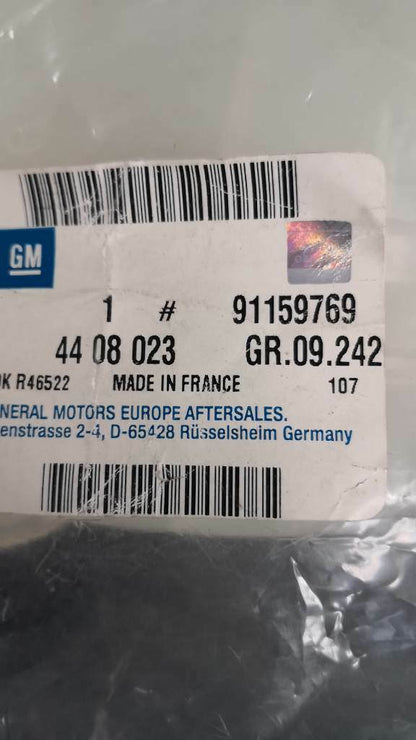 GM
1 # 91159769
44 08 023 GR.09.242
K R46522 MADE IN FRANCE 107
NERAL MOTORS EUROPE AFTERSALES.
enstrasse 2-4, D-65428 Rüsselsheim Germany